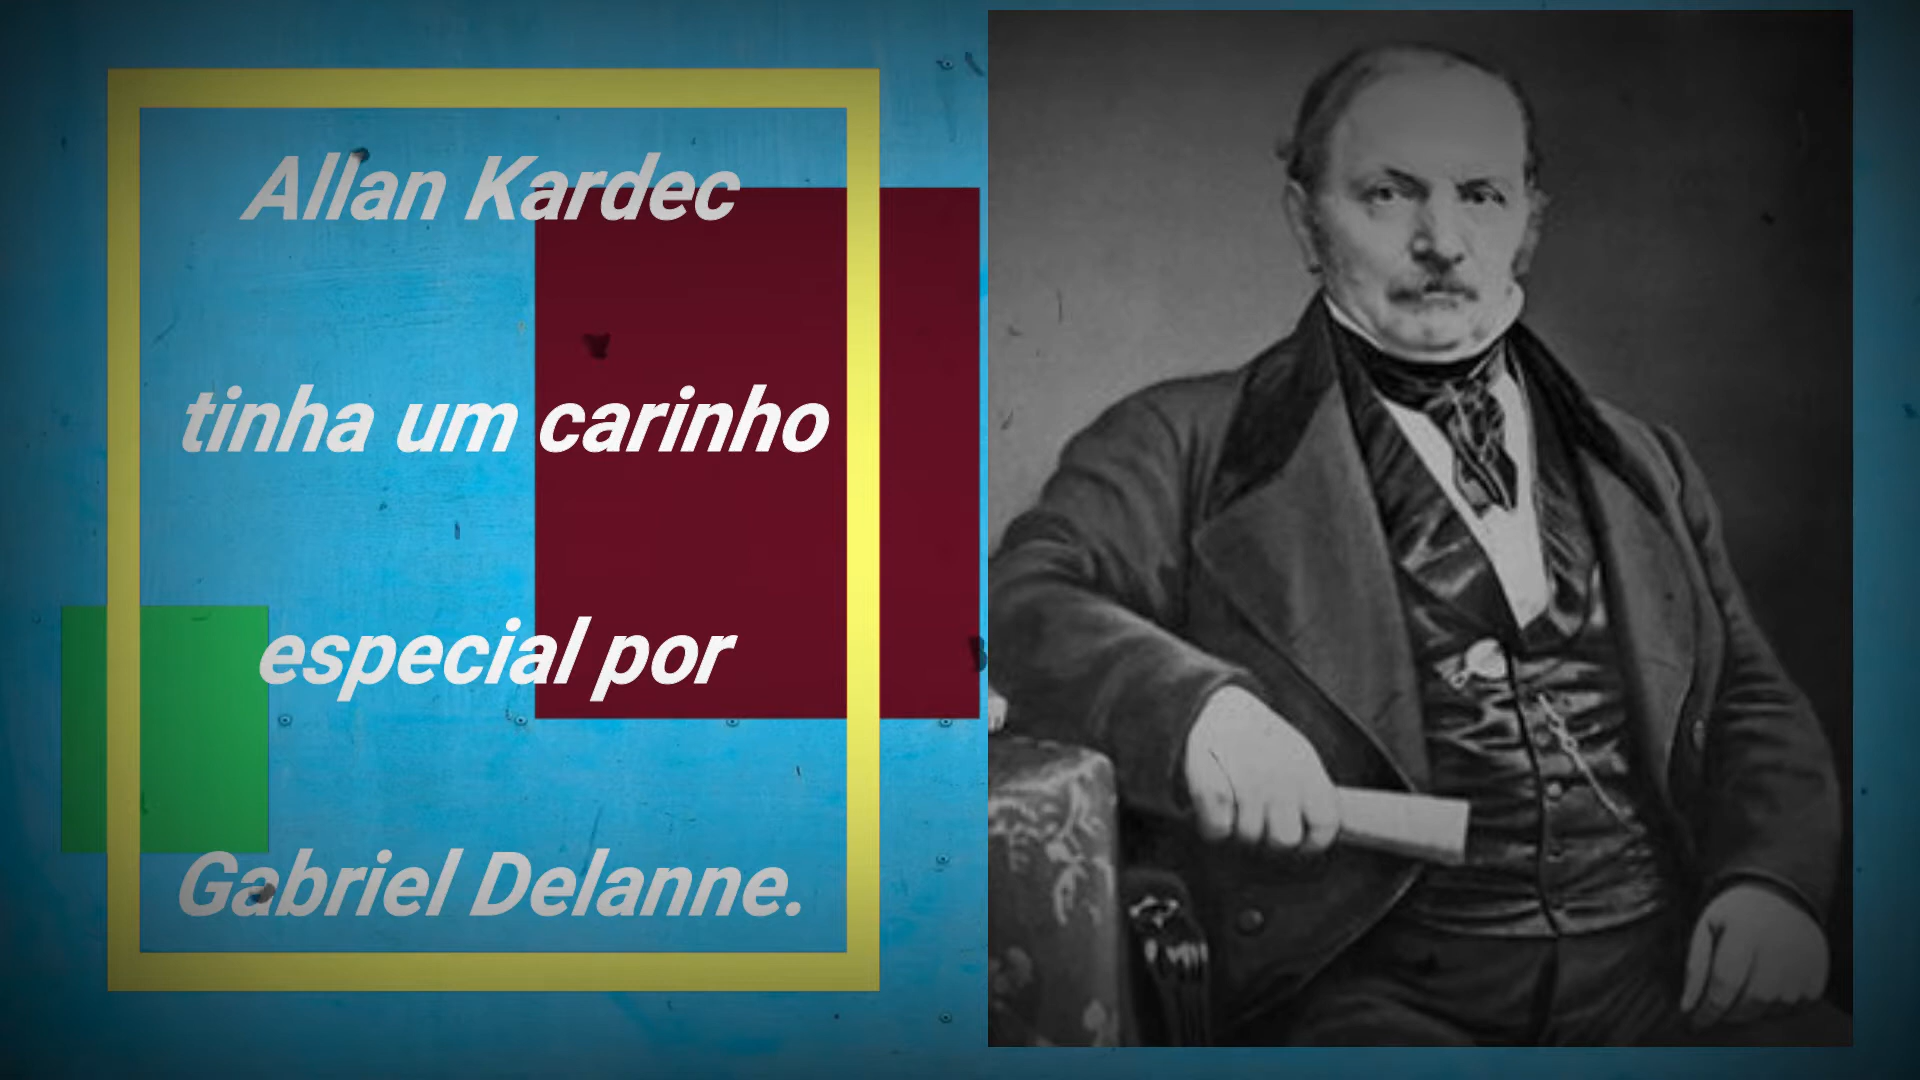 Allan Kardec
tinha um carinho
especial por
Gabriel Delanne.